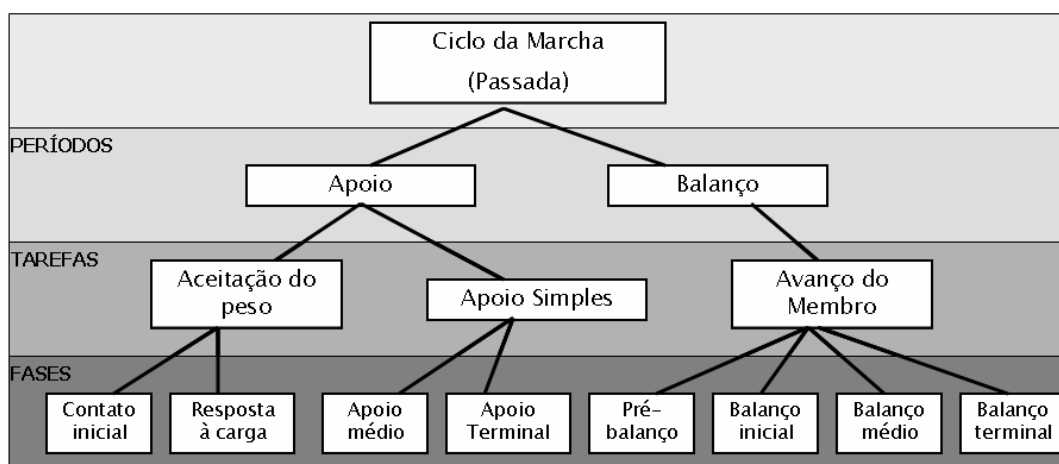 Ciclo da Marcha
(Passada)
PERÍODOS
Apoio
Balanço
TAREFAS
Aceitação do
peso
Apoio Simples
Avanço do
Membro
FASES
Contato
inicial
Resposta
à carga
Apoio
médio
Apoio
Terminal
Pré-
balanço
Balanço
inicial
Balanço
médio
Balanço
terminal